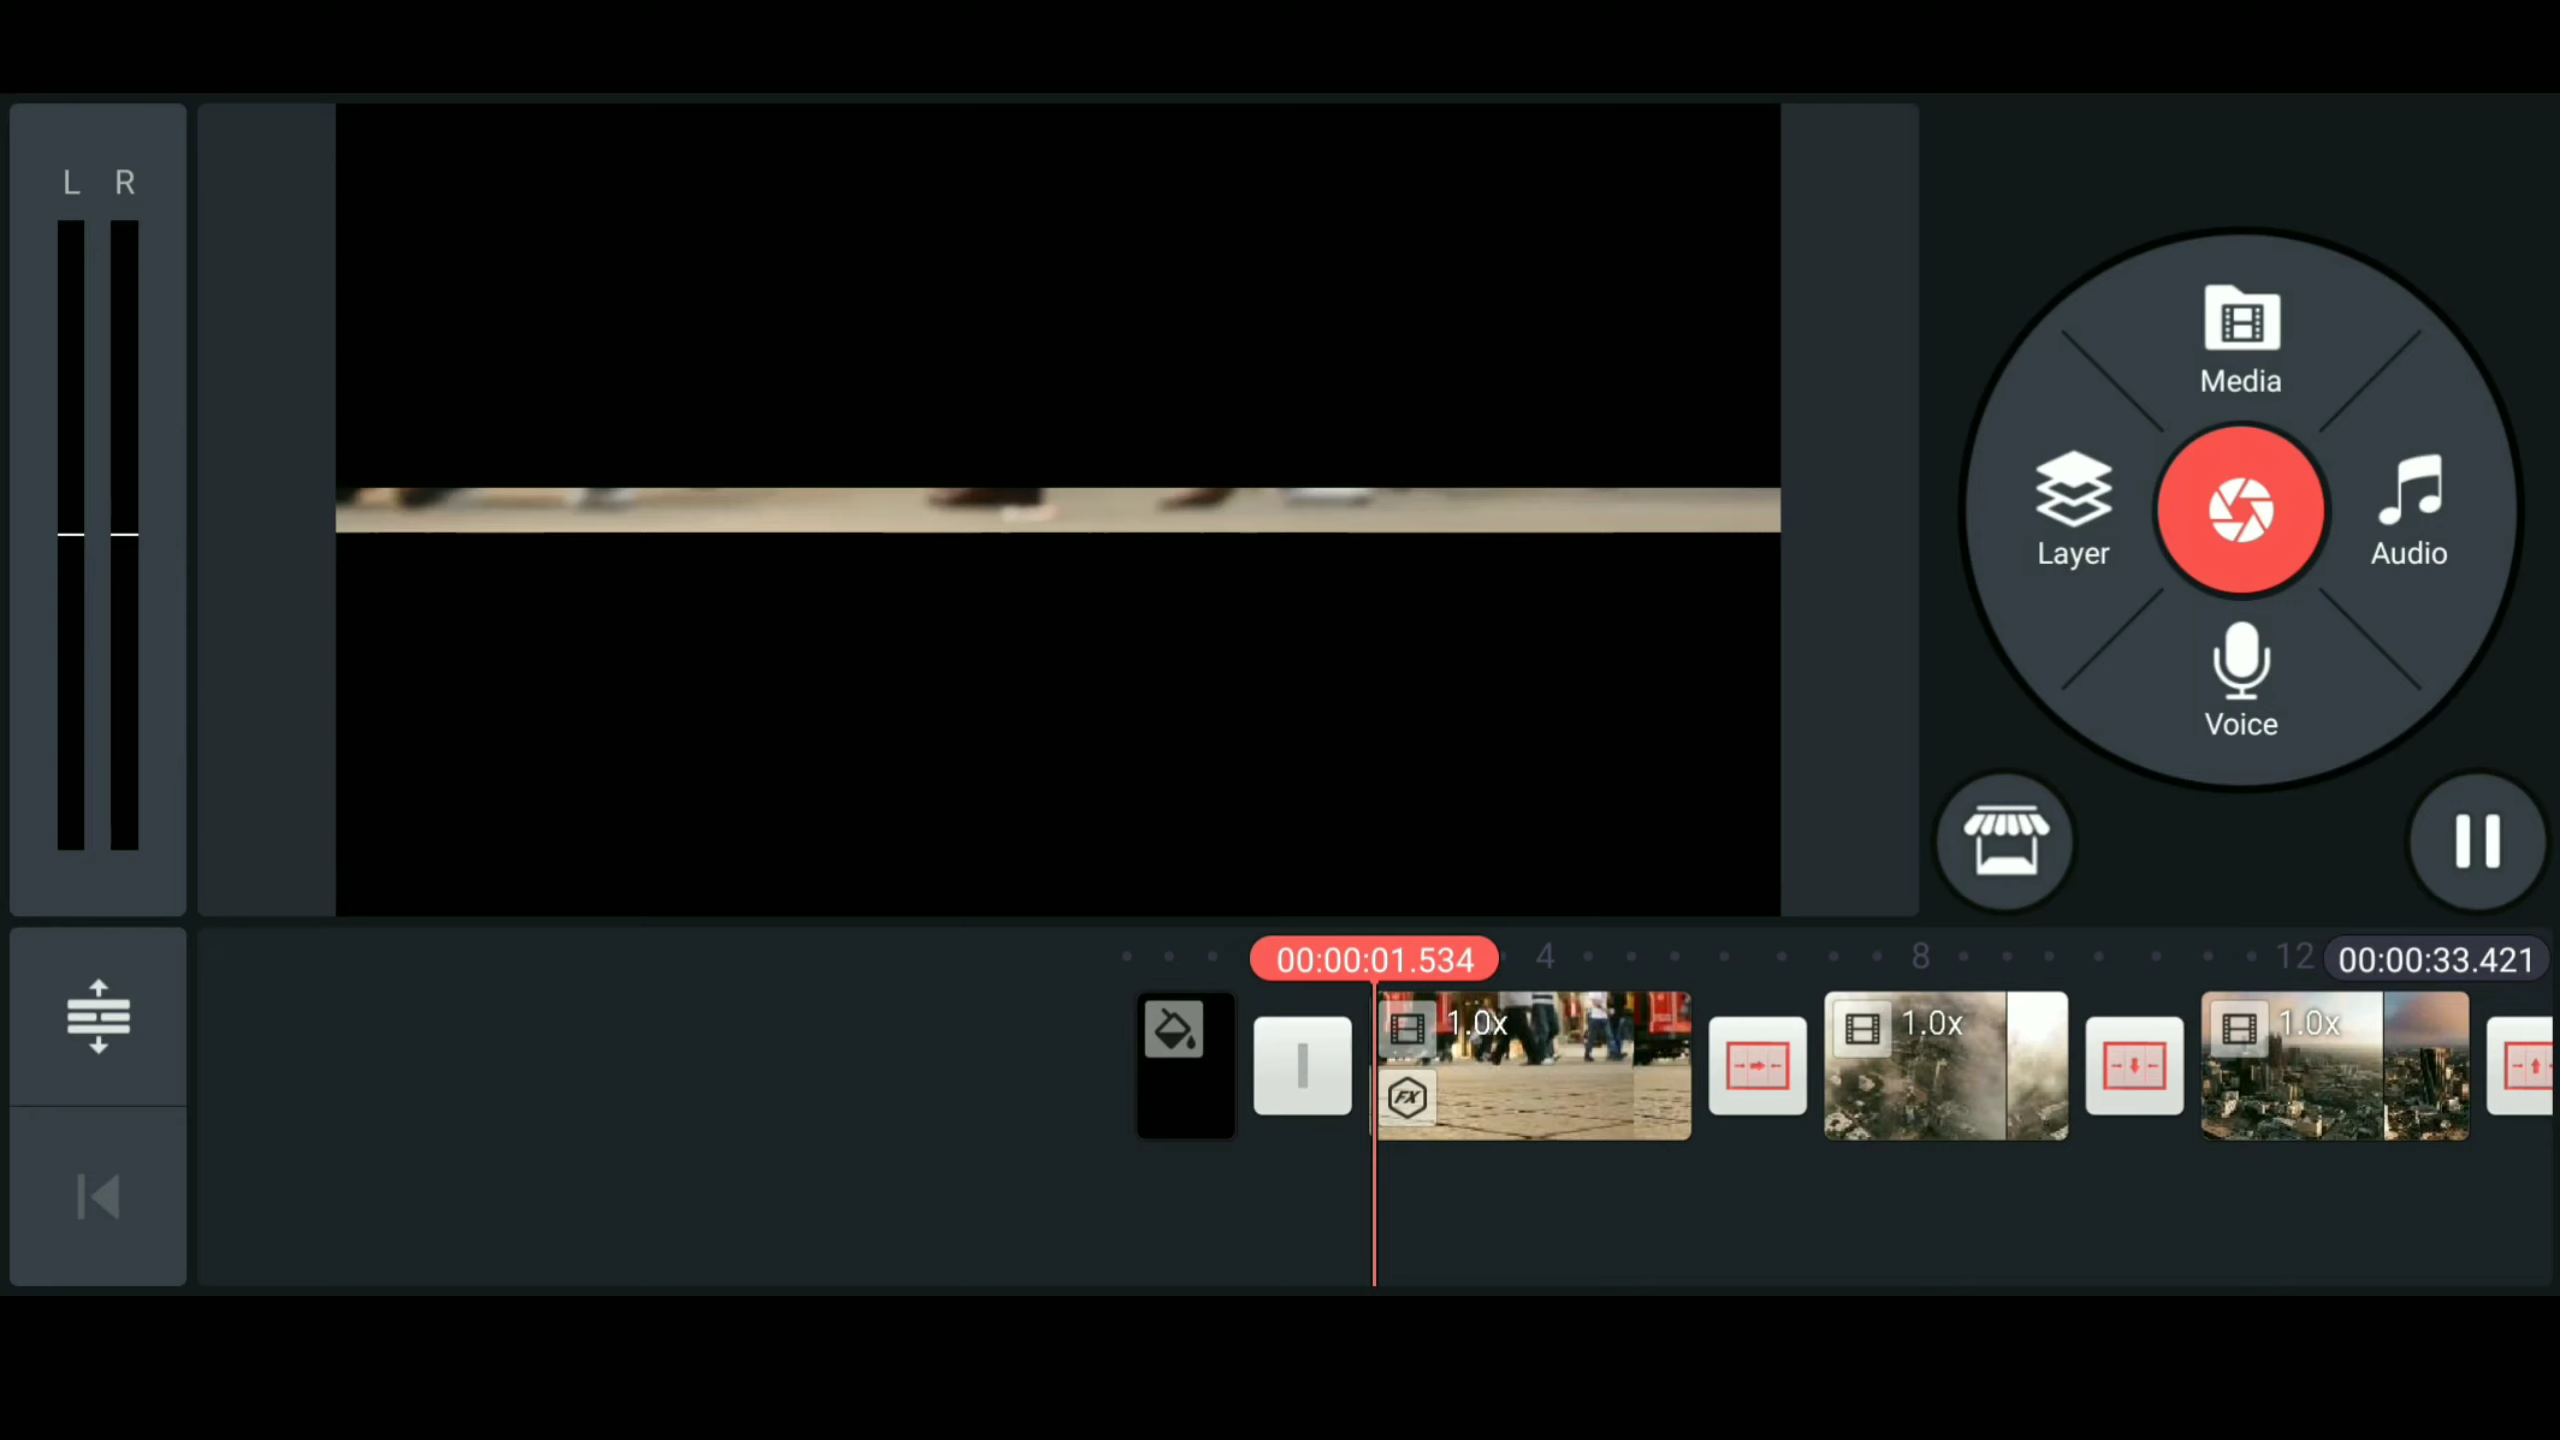 L R
Media
Layer
Audio
Voice
00:00:01.534
4
8
12
00:00:33.421
1.0x
1.0x
1.0x
FX